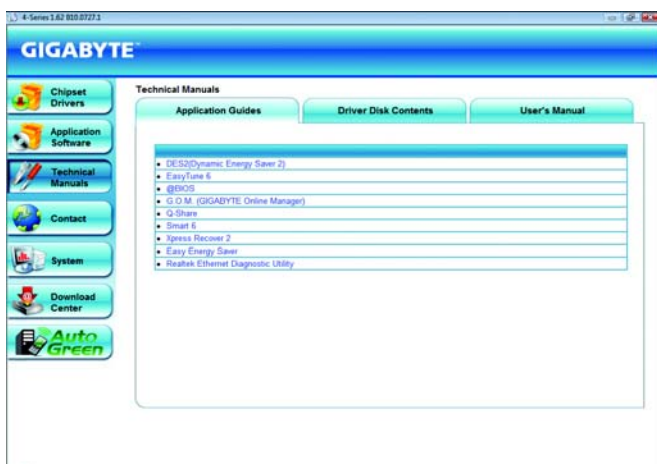 4-Series 1.62 B10.0727.1
GIGABYTE™
Chipset
Drivers
Application
Software
Technical
Manuals
Contact
System
Download
Center
Auto
Green
Technical Manuals
Application Guides
Driver Disk Contents
User's Manual
DES2(Dynamic Energy Saver 2)
EasyTune 6
@BIOS
G.O.M. (GIGABYTE Online Manager)
Q-Share
Smart 6
Xpress Recover 2
Easy Energy Saver
Realtek Ethernet Diagnostic Utility